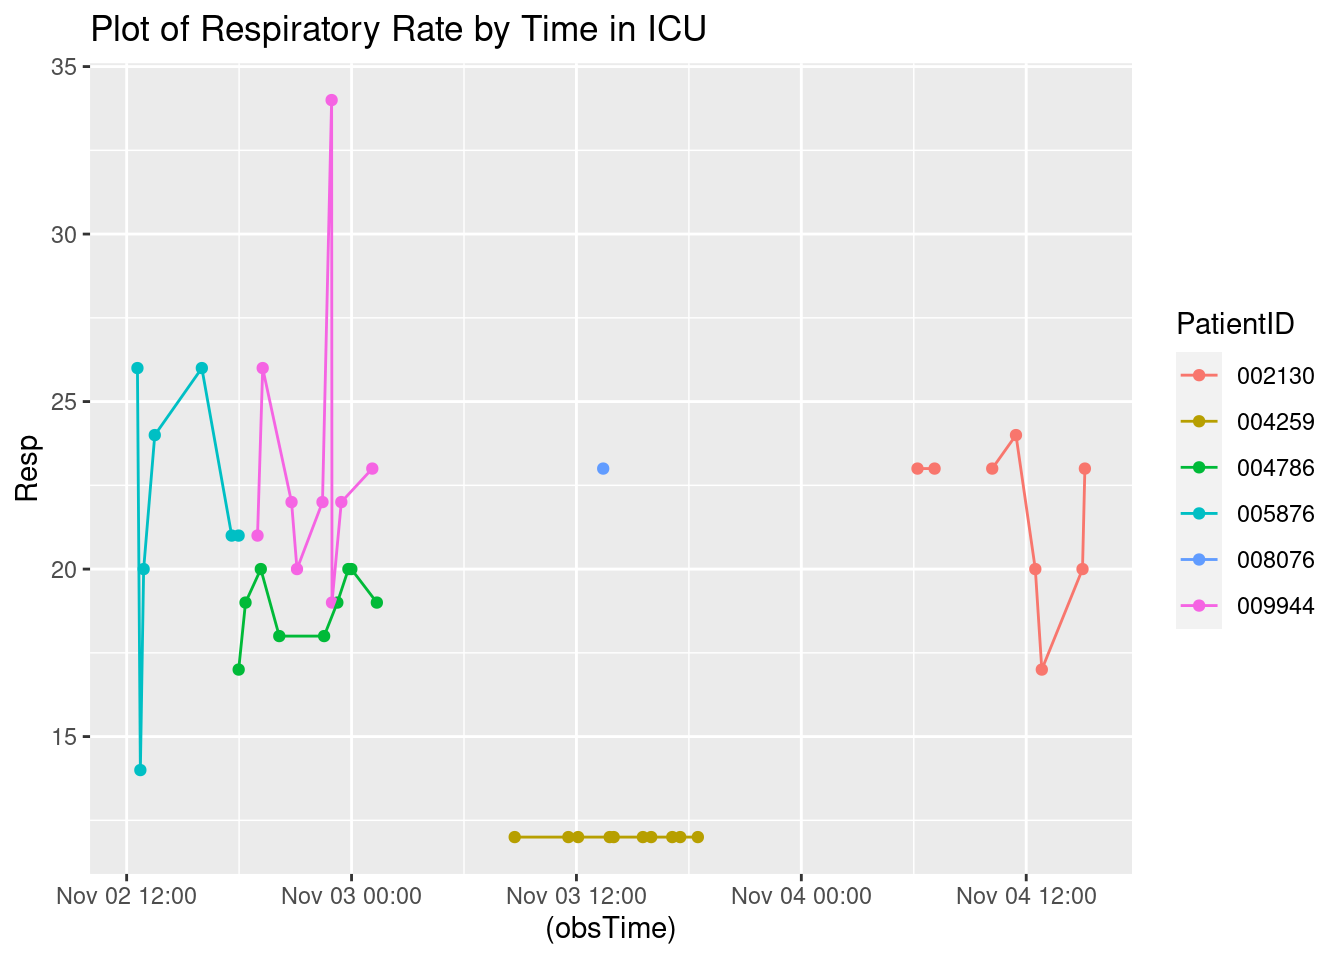 Plot of Respiratory Rate by Time in ICU
35
30
25
20
15
Resp
Nov 02 12:00
Nov 03 00:00
Nov 03 12:00
Nov 04 00:00
Nov 04 12:00
(obsTime)
PatientID
002130
004259
004786
005876
008076
009944